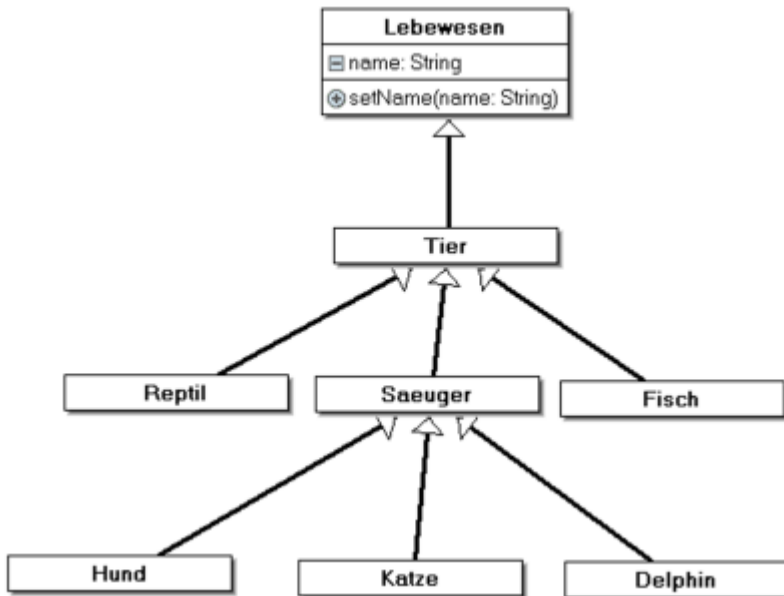 Lebewesen
name: String
setName(name: String)
Tier
Reptil
Saeuger
Fisch
Hund
Katze
Delphin